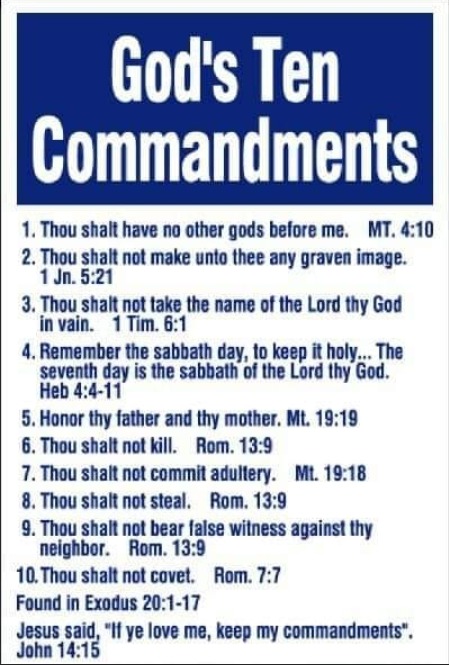 God's Ten
Commandments
1. Thou shalt have no other gods before me. MT. 4:10
2. Thou shalt not make unto thee any graven image.
1 Jn. 5:21
3. Thou shalt not take the name of the Lord thy God
in vain. 1 Tim. 6:1
4. Remember the sabbath day, to keep it holy... The
seventh day is the sabbath of the Lord thy God.
Heb 4:4-11
5. Honor thy father and thy mother. Mt. 19:19
6. Thou shalt not kill. Rom. 13:9
7. Thou shalt not commit adultery. Mt. 19:18
8. Thou shalt not steal. Rom. 13:9
9. Thou shalt not bear false witness against thy
neighbor. Rom. 13:9
10. Thou shalt not covet. Rom. 7:7
Found in Exodus 20:1-17
Jesus said, "If ye love me, keep my commandments".
John 14:15